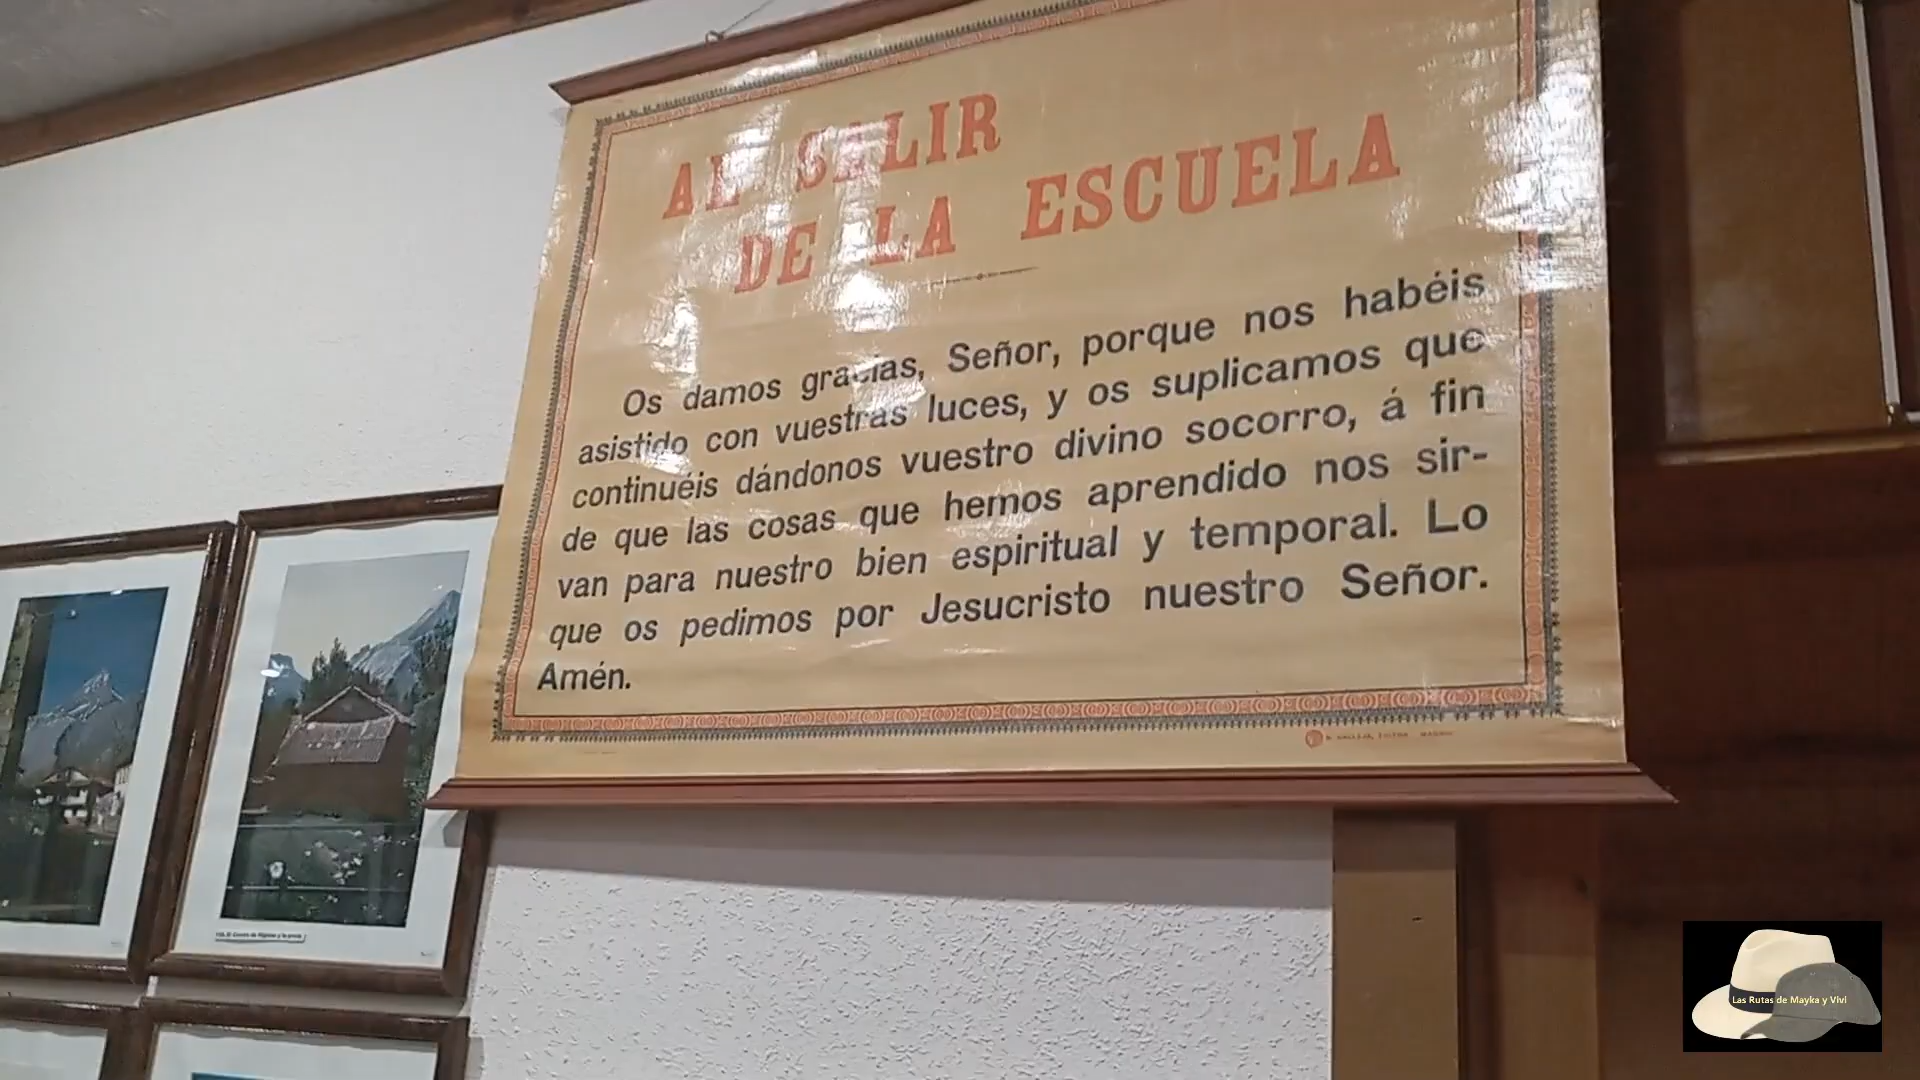 AL SALIR
DE LA ESCUELA
Os damos gracias, Señor, porque nos habéis
asistido con vuestras luces, y os suplicamos que
continuéis dándonos vuestro divino socorro, á fin
de que las cosas que hemos aprendido nos sir-
van para nuestro bien espiritual y temporal. Lo
que os pedimos por Jesucristo nuestro Señor.
Amén.
Las Rutas de Mayka y Vivi